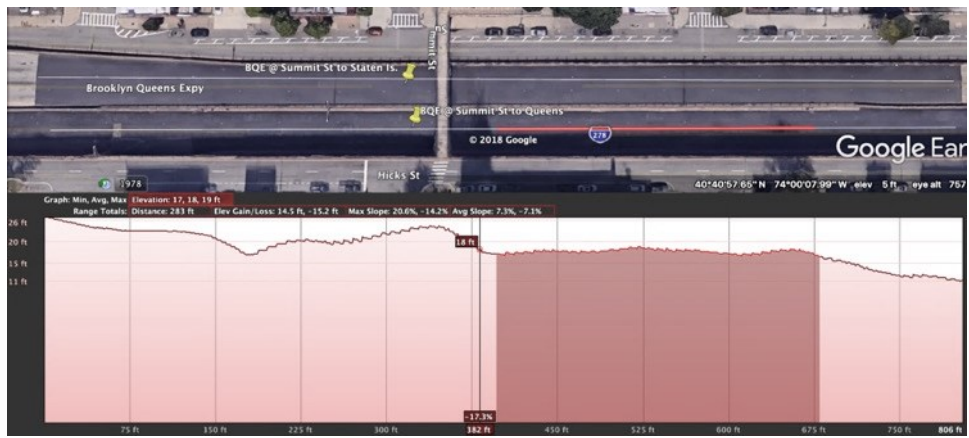 Summit St
BQE @ Summit St to Staten Is.
Brooklyn Queens Expy
BQE @ Summit St to Queens
© 2018 Google
278
Google Ear
Hicks St
1978
40°40'57.65" N 74°00'07.99" W elev 5 ft eye alt 757
Graph: Min, Avg, Max Elevation: 17, 18, 19 ft
Range Totals: Distance: 283 ft Elev Gain/Loss: 14.5 ft, -15.2 ft Max Slope: 20.6%, -14.2% Avg Slope: 7.3%, -7.1%
26 ft
20 ft
18 ft
15 ft
11 ft
-17.3%
75 ft 150 ft 225 ft 300 ft 382 ft 450 ft 525 ft 600 ft 675 ft 750 ft 806 ft